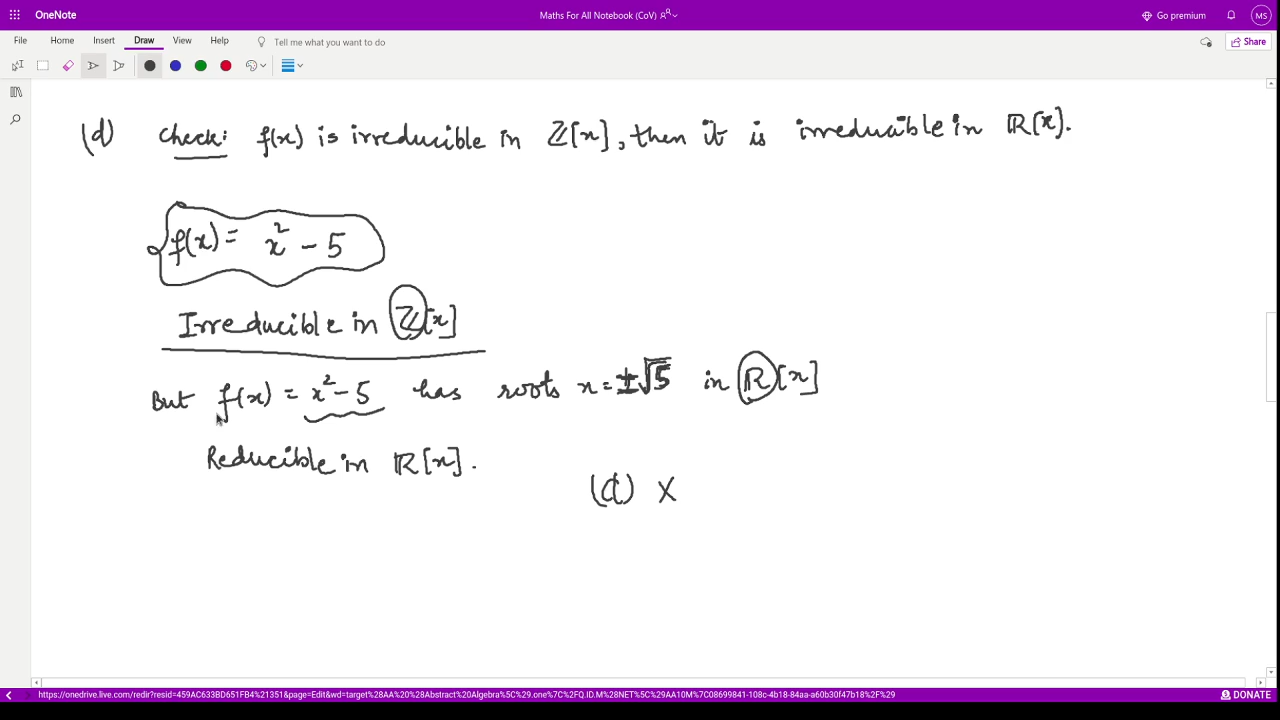 OneNote
Maths For All Notebook (CoV)
Go premium
MS
File Home Insert Draw View Help Tell me what you want to do
Share
(d) Check: f(x) is irreducible in ℤ[x], then it is irreducible in ℝ[x].
f(x) = x² - 5
Irreducible in ℤ[x]
But f(x) = x² - 5 has roots x = ±√5 in ℝ[x]
Reducible in ℝ[x].
(d) X
https://onedrive.live.com/redir?resid=459AC633BD651FB4%21351&page=Edit&wd=target%28AA%20%28Abstract%20Algebra%5C%29.one%7C%2FQ.ID.M%28NET%5C%29AA10M%7C08699841-108c-4b18-84aa-a60b30f47b18%2F%29
DONATE